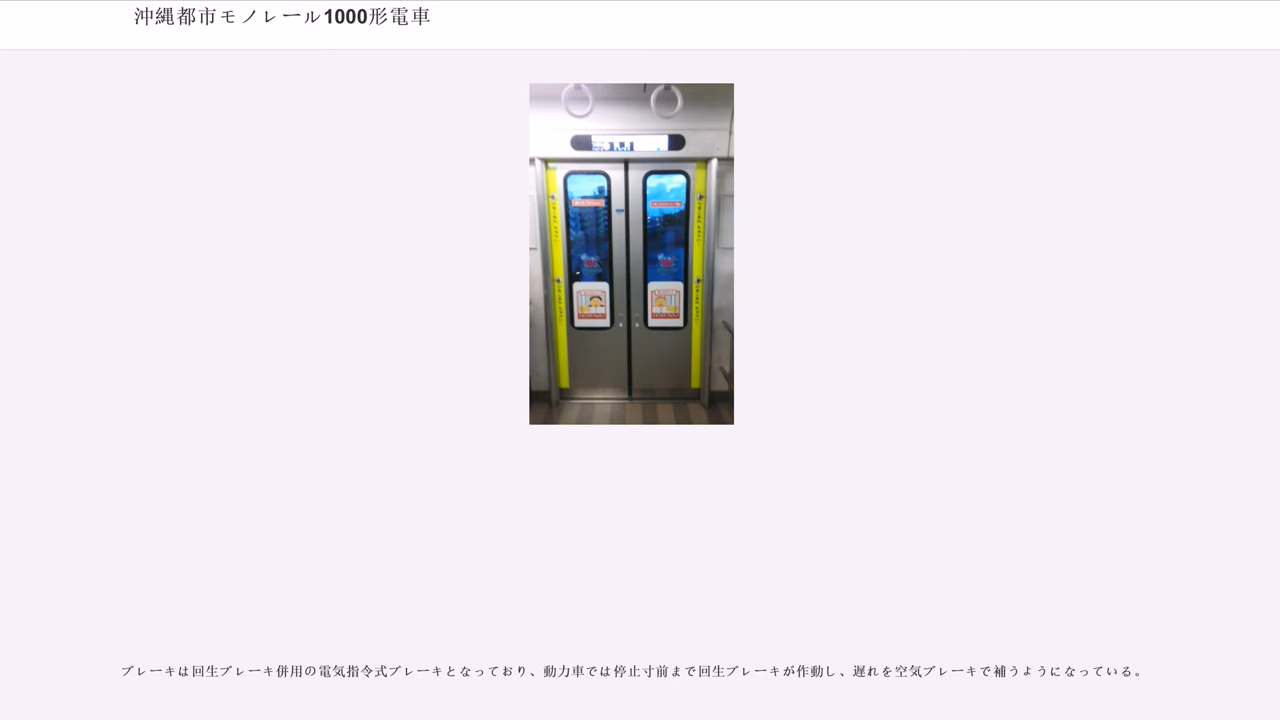 沖縄都市モノレール1000形電車
ブレーキは回生ブレーキ併用の電気指令式ブレーキとなっており、動力車では停止寸前まで回生ブレーキが作動し、遅れを空気ブレーキで補うようになっている。